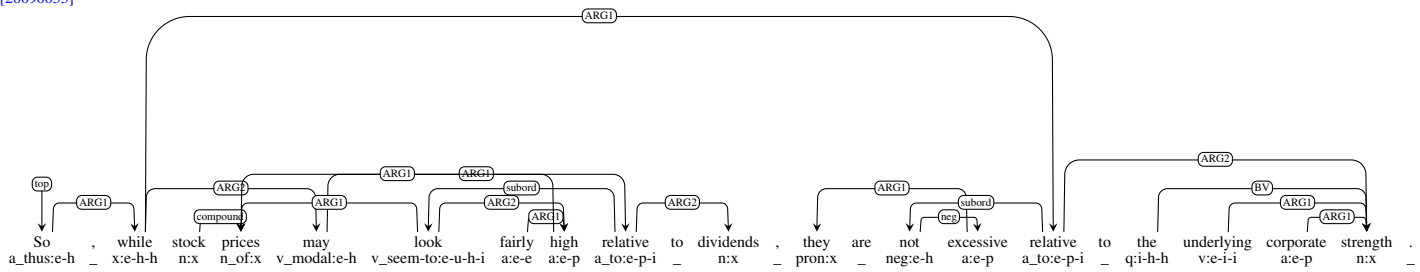 [20090033]
ARG1
top
ARG1
ARG2
compound
ARG1
ARG1
ARG1
subord
ARG2
ARG1
ARG2
ARG1
neg
subord
ARG2
BV
ARG1
ARG1
So , while stock prices may look fairly high relative to dividends , they are not excessive relative to the underlying corporate strength .
a_thus:e-h _ x:e-h-h n:x n_of:x v_modal:e-h v_seem-to:e-u-h-i a:e-e a:e-p a_to:e-p-i _ n:x _ pron:x _ neg:e-h a:e-p a_to:e-p-i _ q:i-h-h v:e-i-i a:e-p n:x _